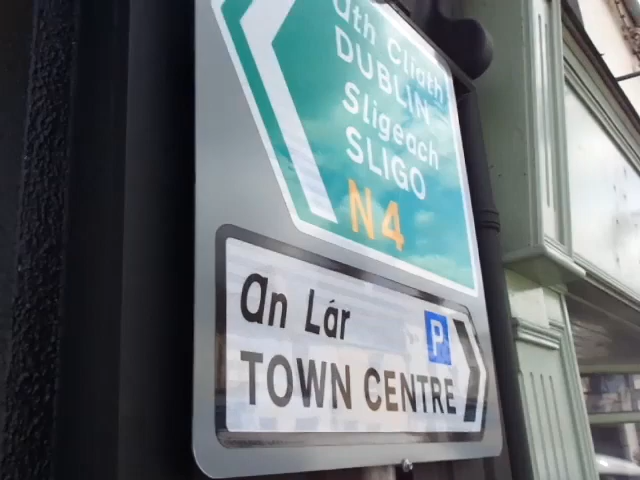 áth Cliath
DUBLIN
Sligeach
SLIGO
N4
an Lár
P
TOWN CENTRE